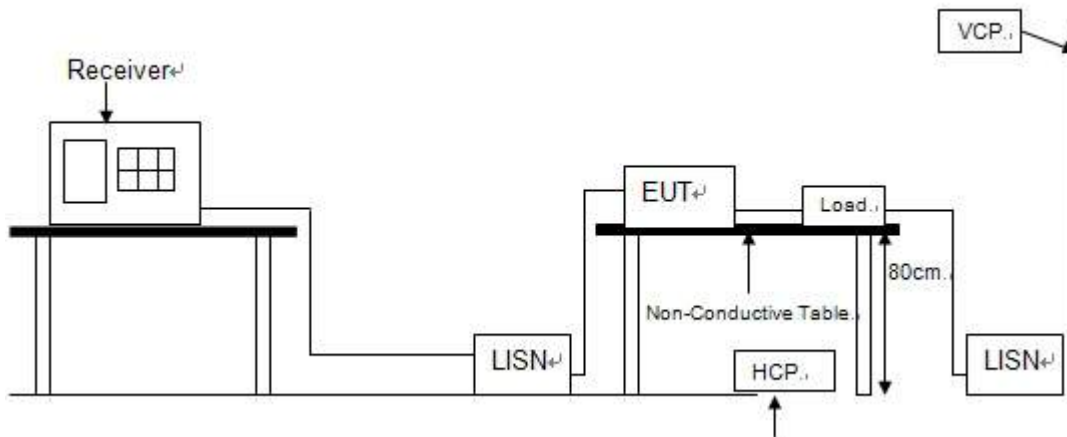 VCP.
Receiver↵
EUT↵
Load.
80cm.
Non-Conductive Table.
LISN↵
HCP.
LISN↵